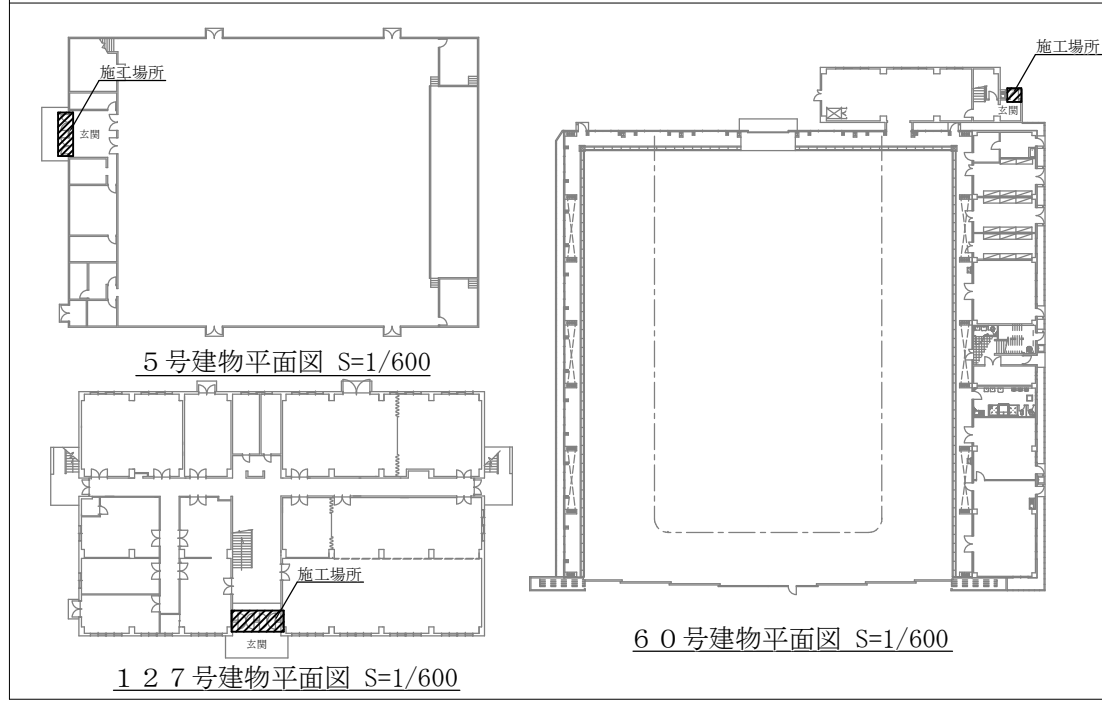 施工場所
玄関
５号建物平面図 S=1/600
施工場所
玄関
１２７号建物平面図 S=1/600
施工場所
玄関
６０号建物平面図 S=1/600